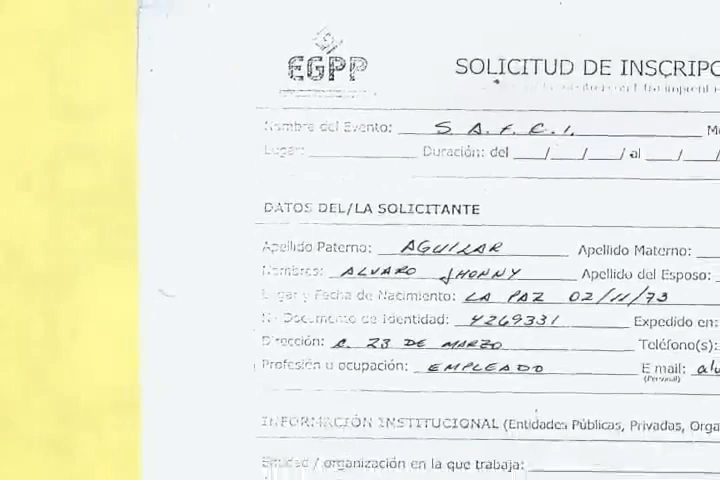 EGPP
SOLICITUD DE INSCRIPC
Nombre del Evento: S. A. F. C. I. M
Lugar: Duración: del / / / al / /
DATOS DEL/LA SOLICITANTE
Apellido Paterno: AGUILAR Apellido Materno:
Nombres: ALVARO JHONNY Apellido del Esposo:
Lugar y Fecha de Nacimiento: LA PAZ 02/11/73
N° Documento de Identidad: 4269331 Expedido en:
Dirección: C. 23 DE MARZO Teléfono(s):
Profesión u ocupación: EMPLEADO E mail: alv
(Personal)
INFORMACIÓN INSTITUCIONAL (Entidades Públicas, Privadas, Orga
Entidad / organización en la que trabaja: